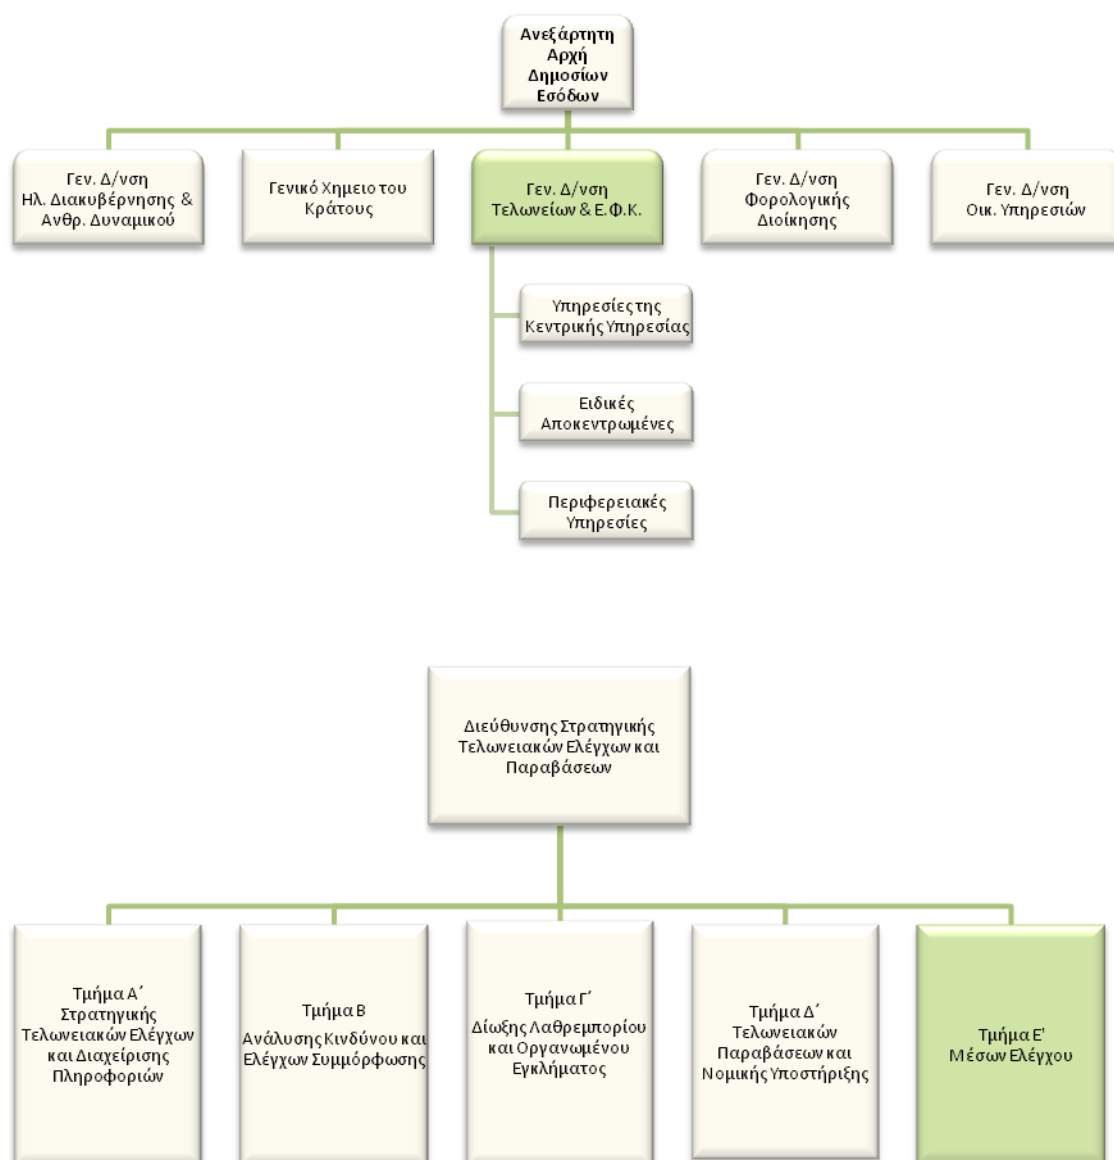 Ανεξάρτητη
Αρχή
Δημοσίων
Εσόδων
Γεν. Δ/νση
Ηλ. Διακυβέρνησης &
Ανθρ. Δυναμικού
Γενικό Χημειο του
Κράτους
Γεν. Δ/νση
Τελωνείων & Ε.Φ.Κ.
Γεν. Δ/νση
Φορολογικής
Διοίκησης
Γεν. Δ/νση
Οικ. Υπηρεσιών
Υπηρεσίες της
Κεντρικής Υπηρεσίας
Ειδικές
Αποκεντρωμένες
Περιφερειακές
Υπηρεσίες
Διεύθυνσης Στρατηγικής
Τελωνειακών Ελέγχων και
Παραβάσεων
Τμήμα Α΄
Στρατηγικής
Τελωνειακών Ελέγχων
και Διαχείρισης
Πληροφοριών
Τμήμα Β
Ανάλυσης Κινδύνου και
Ελέγχων Συμμόρφωσης
Τμήμα Γ΄
Δίωξης Λαθρεμπορίου
και Οργανωμένου
Εγκλήματος
Τμήμα Δ΄
Τελωνειακών
Παραβάσεων και
Νομικής Υποστήριξης
Τμήμα Ε'
Μέσων Ελέγχου